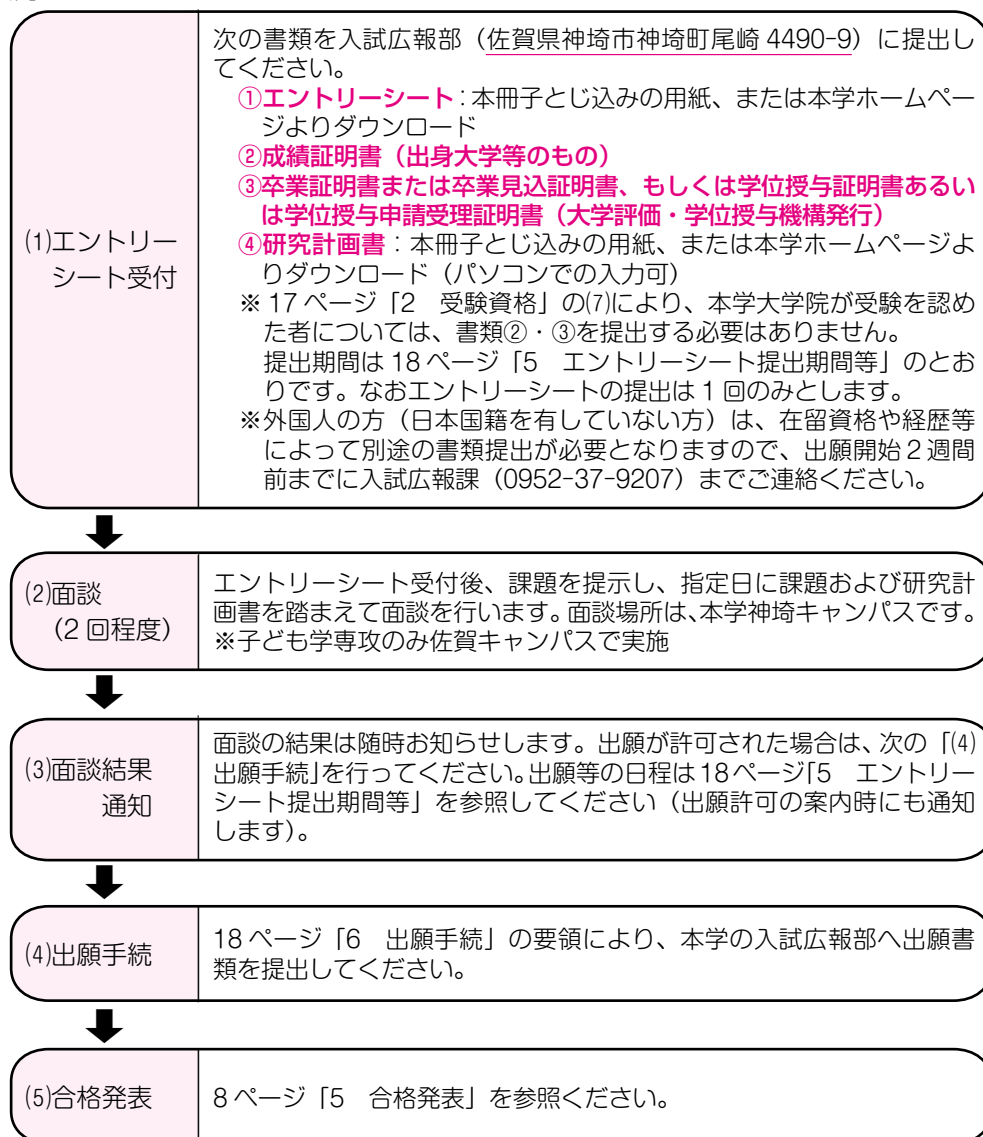 (1)エントリー
シート受付
次の書類を入試広報部（佐賀県神埼市神埼町尾崎 4490-9）に提出し
てください。
①エントリーシート：本冊子とじ込みの用紙、または本学ホームペー
ジよりダウンロード
②成績証明書（出身大学等のもの）
③卒業証明書または卒業見込証明書、もしくは学位授与証明書あるい
は学位授与申請受理証明書（大学評価・学位授与機構発行）
④研究計画書：本冊子とじ込みの用紙、または本学ホームページよ
りダウンロード（パソコンでの入力可）
※ 17 ページ「2　受験資格」の(7)により、本学大学院が受験を認め
た者については、書類②・③を提出する必要はありません。
提出期間は 18 ページ「5　エントリーシート提出期間等」のとお
りです。なおエントリーシートの提出は 1 回のみとします。
※外国人の方（日本国籍を有していない方）は、在留資格や経歴等
によって別途の書類提出が必要となりますので、出願開始２週間
前までに入試広報課（0952-37-9207）までご連絡ください。
(2)面談
（2 回程度）
エントリーシート受付後、課題を提示し、指定日に課題および研究計
画書を踏まえて面談を行います。面談場所は、本学神埼キャンパスです。
※子ども学専攻のみ佐賀キャンパスで実施
(3)面談結果
通知
面談の結果は随時お知らせします。出願が許可された場合は、次の「(4)
出願手続」を行ってください。出願等の日程は18ページ「5　エントリー
シート提出期間等」を参照してください（出願許可の案内時にも通知
します）。
(4)出願手続
18 ページ「6　出願手続」の要領により、本学の入試広報部へ出願書
類を提出してください。
(5)合格発表
8 ページ「5　合格発表」を参照ください。